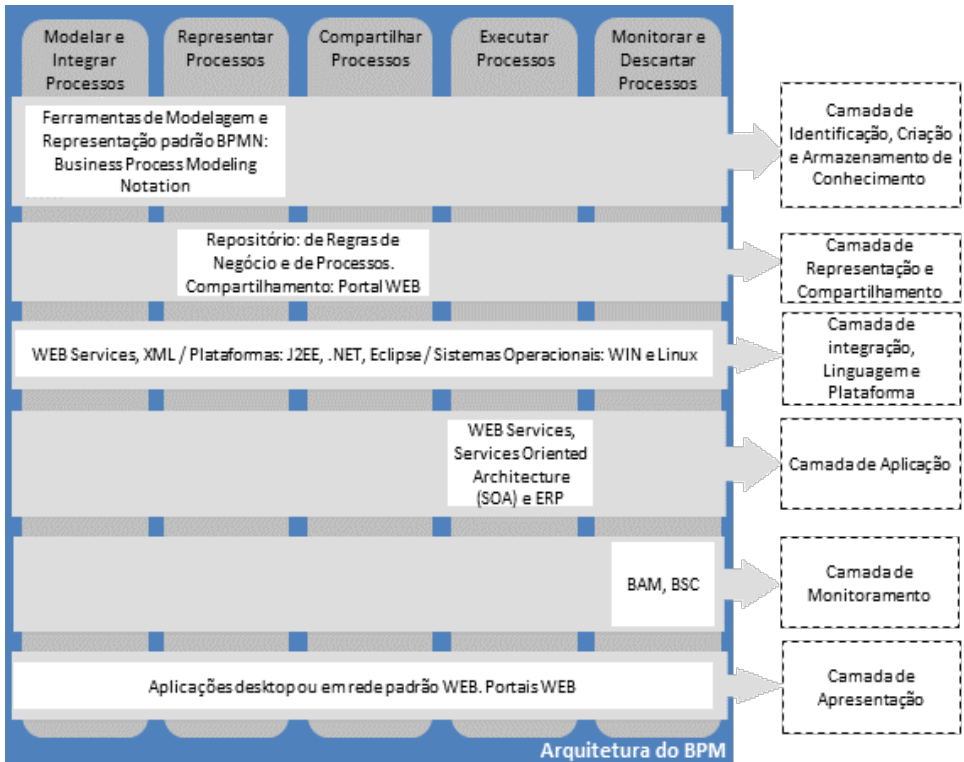 Modelar e
Integrar
Processos
Representar
Processos
Compartilhar
Processos
Executar
Processos
Monitorar e
Descartar
Processos
Ferramentas de Modelagem e
Representação padrão BPMN:
Business Process Modeling
Notation
Camada de
Identificação, Criação
e Armazenamento de
Conhecimento
Repositório: de Regras de
Negócio e de Processos.
Compartilhamento: Portal WEB
Camada de
Representação e
Compartilhamento
WEB Services, XML / Plataformas: J2EE, .NET, Eclipse / Sistemas Operacionais: WIN e Linux
Camada de
integração,
Linguagem e
Plataforma
WEB Services,
Services Oriented
Architecture
(SOA) e ERP
Camada de Aplicação
BAM, BSC
Camada de
Monitoramento
Aplicações desktop ou em rede padrão WEB. Portais WEB
Camada de
Apresentação
Arquitetura do BPM